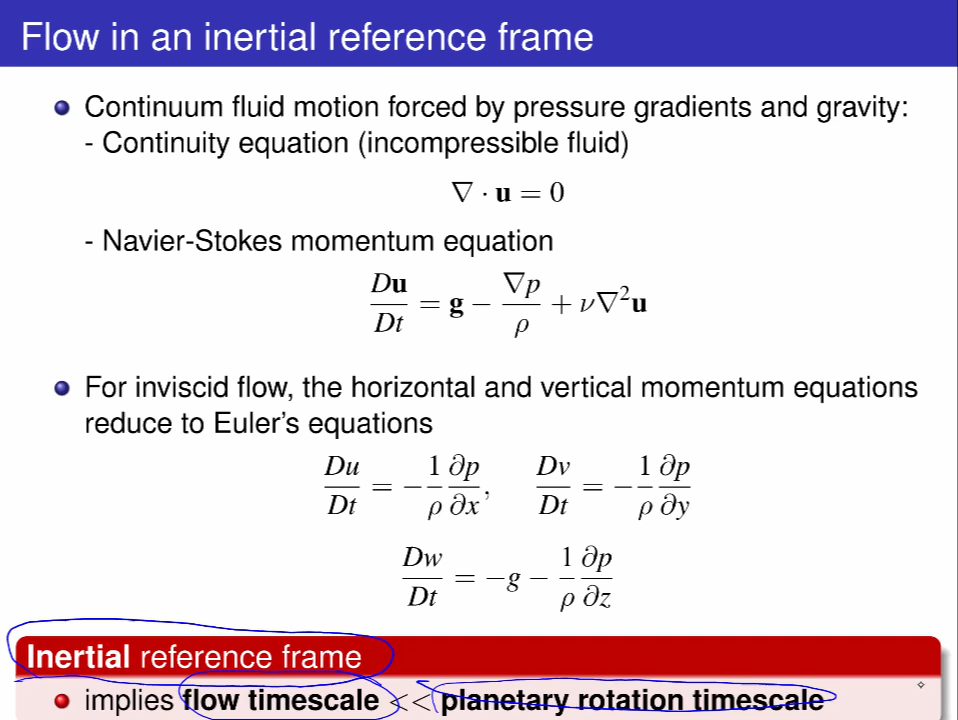 Flow in an inertial reference frame
Continuum fluid motion forced by pressure gradients and gravity:
- Continuity equation (incompressible fluid)
∇ · u = 0
- Navier-Stokes momentum equation
Du/Dt = g − ∇p/ρ + ν∇²u
For inviscid flow, the horizontal and vertical momentum equations
reduce to Euler's equations
Du/Dt = −1/ρ ∂p/∂x, Dv/Dt = −1/ρ ∂p/∂y
Dw/Dt = −g − 1/ρ ∂p/∂z
Inertial reference frame
implies flow timescale << planetary rotation timescale